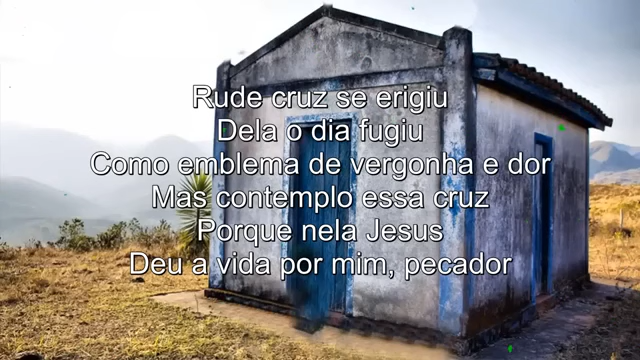 Rude cruz se erigiu
Dela o dia fugiu
Como emblema de vergonha e dor
Mas contemplo essa cruz
Porque nela Jesus
Deu a vida por mim, pecador